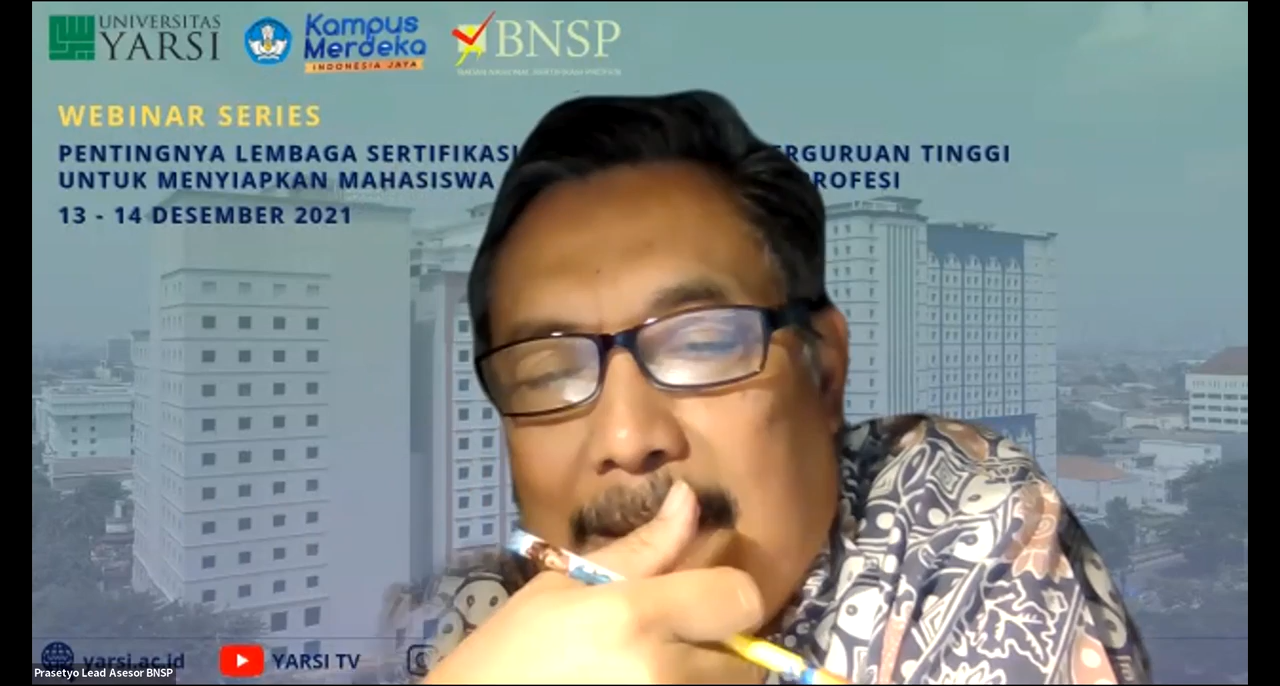 UNIVERSITAS
YARSI
Kampus
Merdeka
INDONESIA JAYA
BNSP
WEBINAR SERIES
PENTINGNYA LEMBAGA SERTIFIKASI ERGURUAN TINGGI
UNTUK MENYIAPKAN MAHASISWA ROFESI
13 - 14 DESEMBER 2021
yarsi.ac.id
YARSI TV
Prasetyo Lead Asesor BNSP